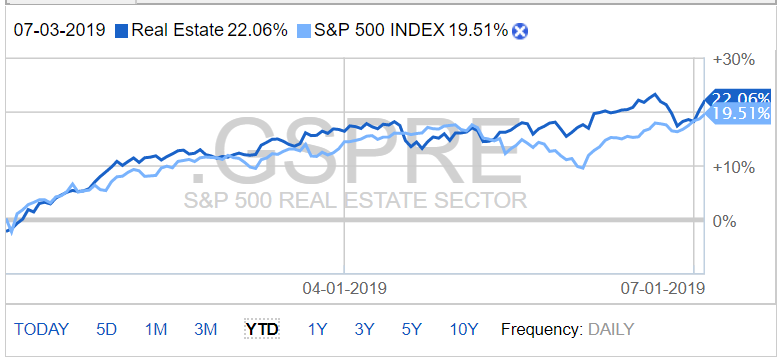 07-03-2019 Real Estate 22.06% S&P 500 INDEX 19.51%
+30%
22.06%
19.51%
.GSPRE
+10%
S&P 500 REAL ESTATE SECTOR
0%
04-01-2019 07-01-2019
TODAY 5D 1M 3M YTD 1Y 3Y 5Y 10Y Frequency: DAILY